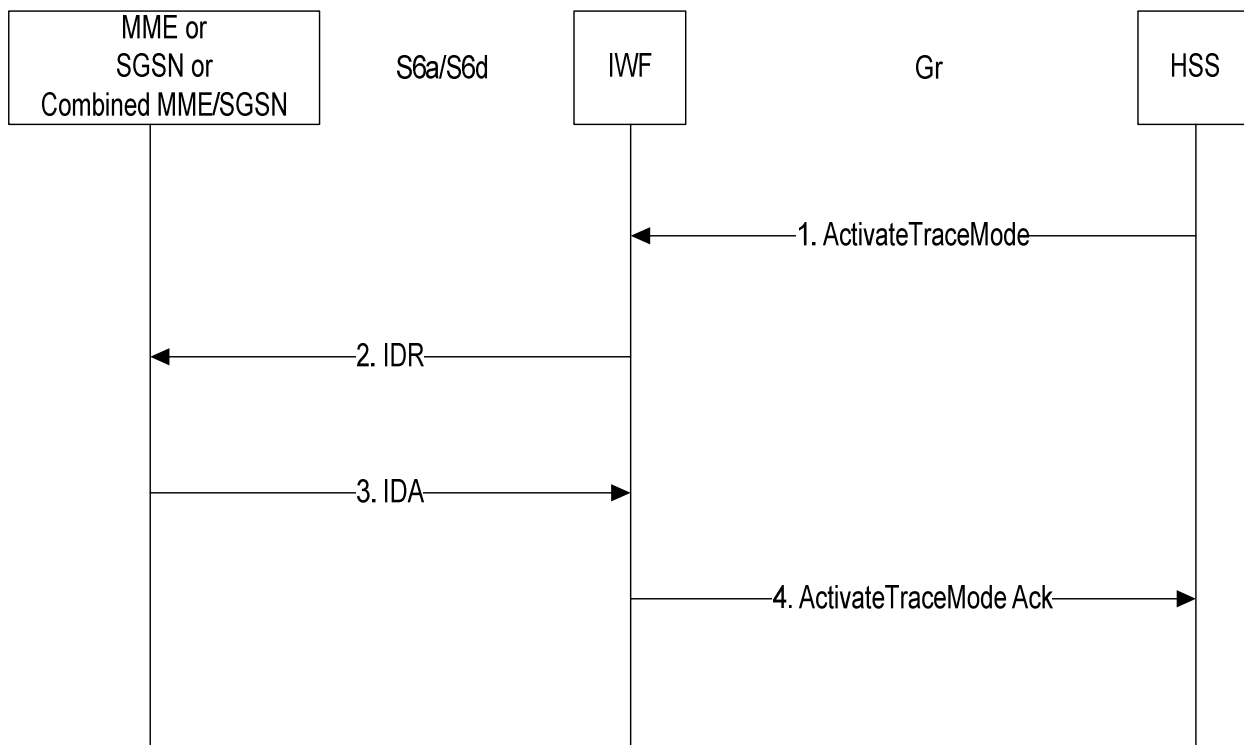 MME or
SGSN or
Combined MME/SGSN
S6a/S6d
IWF
Gr
HSS
1. ActivateTraceMode
2. IDR
3. IDA
4. ActivateTraceMode Ack